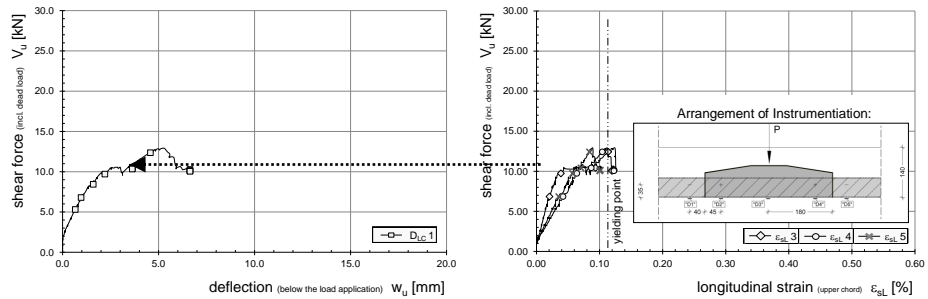 shear force (incl. dead load) Vu [kN]
30.0
25.0
20.0
15.0
10.0
5.0
0.0
0.0 5.0 10.0 15.0 20.0
DLC 1
deflection (below the load application) wu [mm]
shear force (incl. dead load) Vu [kN]
30.00
25.00
20.00
15.00
10.00
5.00
0.00
0.00 0.10 0.20 0.30 0.40 0.50 0.60
yielding point
Arrangement of Instrumentiation:
P
140
35
"D1" "D2" "D3" "D4" "D5"
40 45 180
εsL 3 εsL 4 εsL 5
longitudinal strain (upper chord) εsL [%]